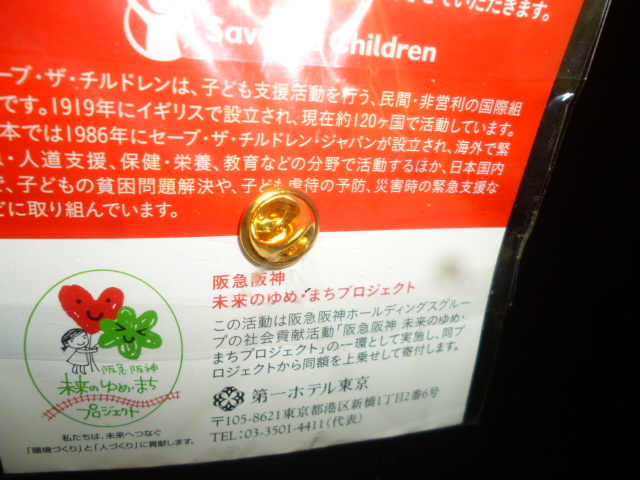 させていただきます。
Save the Children
ーブ・ザ・チルドレンは、子ども支援活動を行う、民間・非営利の国際組
です。1919年にイギリスで設立され、現在約120ヶ国で活動しています。
本では1986年にセーブ・ザ・チルドレン・ジャパンが設立され、海外で緊
・人道支援、保健・栄養、教育などの分野で活動するほか、日本国内
、子どもの貧困問題解決や、子ども虐待の予防、災害時の緊急支援な
どに取り組んでいます。
阪急阪神
未来のゆめ・まちプロジェクト
この活動は阪急阪神ホールディングスグルー
プの社会貢献活動「阪急阪神 未来のゆめ・
まちプロジェクト」の一環として実施し、同プ
ロジェクトから同額を上乗せして寄付します。
第一ホテル東京
〒105-8621東京都港区新橋1丁目2番6号
TEL:03-3501-4411(代表)
阪急阪神
未来のゆめ・まち
プロジェクト
私たちは、未来へつなぐ
「環境づくり」と「人づくり」に貢献します。